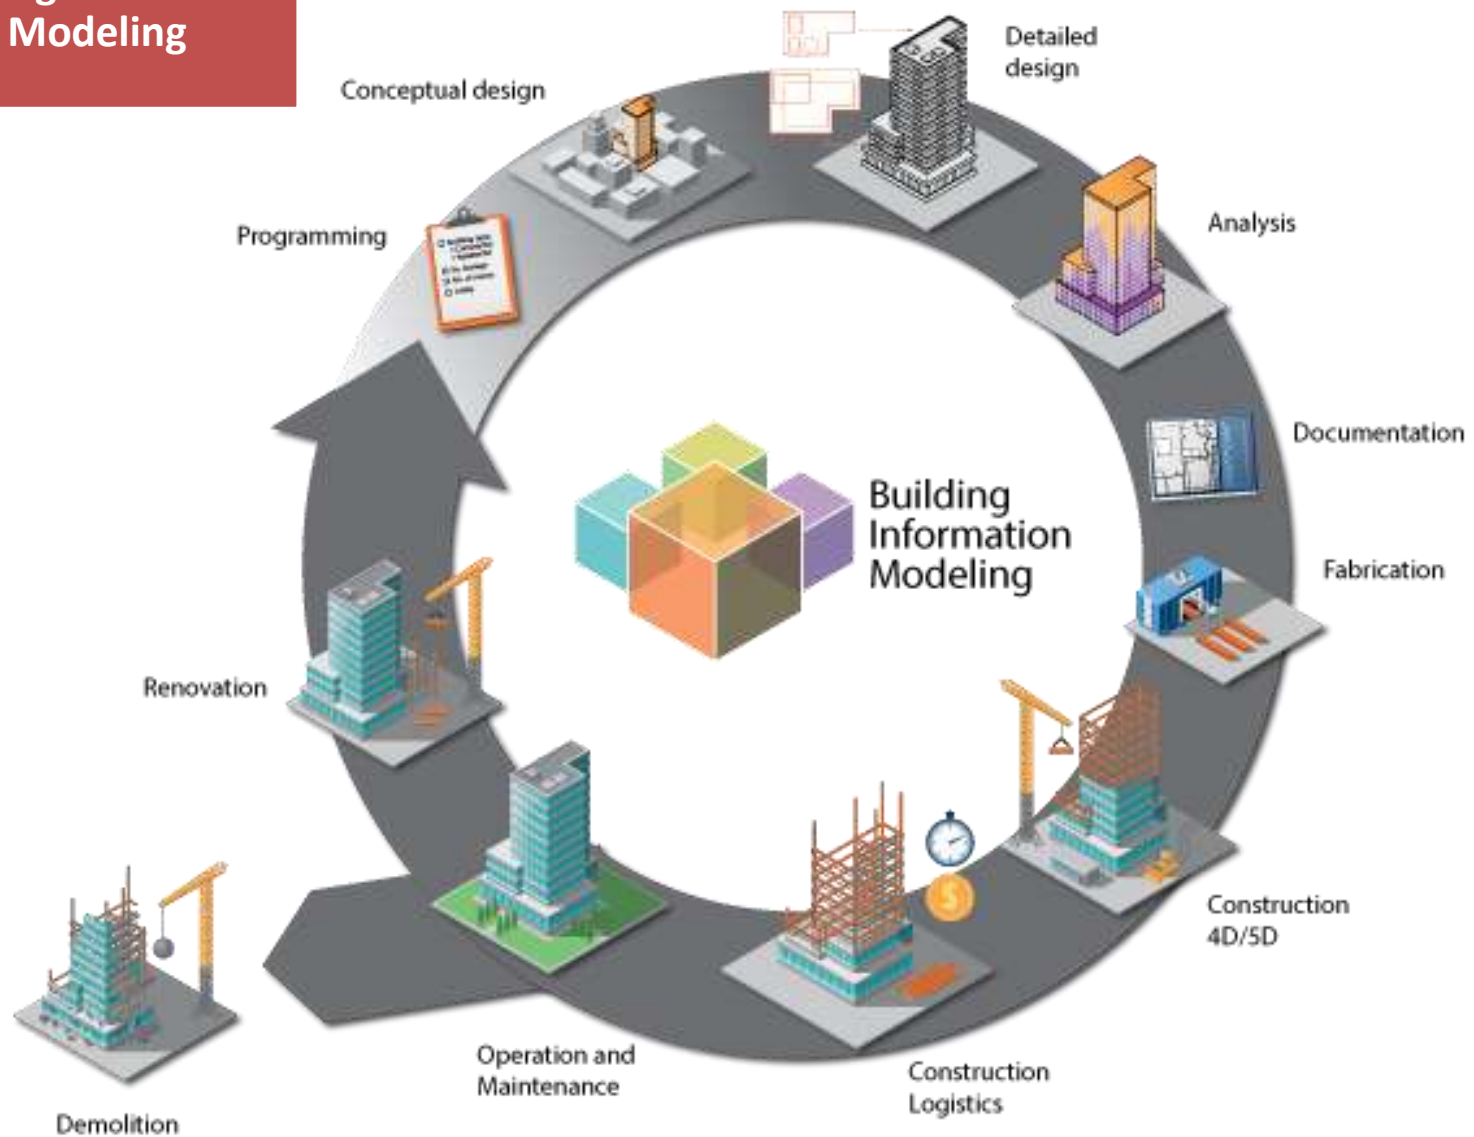 Modeling
Conceptual design
Detailed
design
Programming
Analysis
Documentation
Building
Information
Modeling
Fabrication
Renovation
Construction
4D/5D
Operation and
Maintenance
Construction
Logistics
Demolition